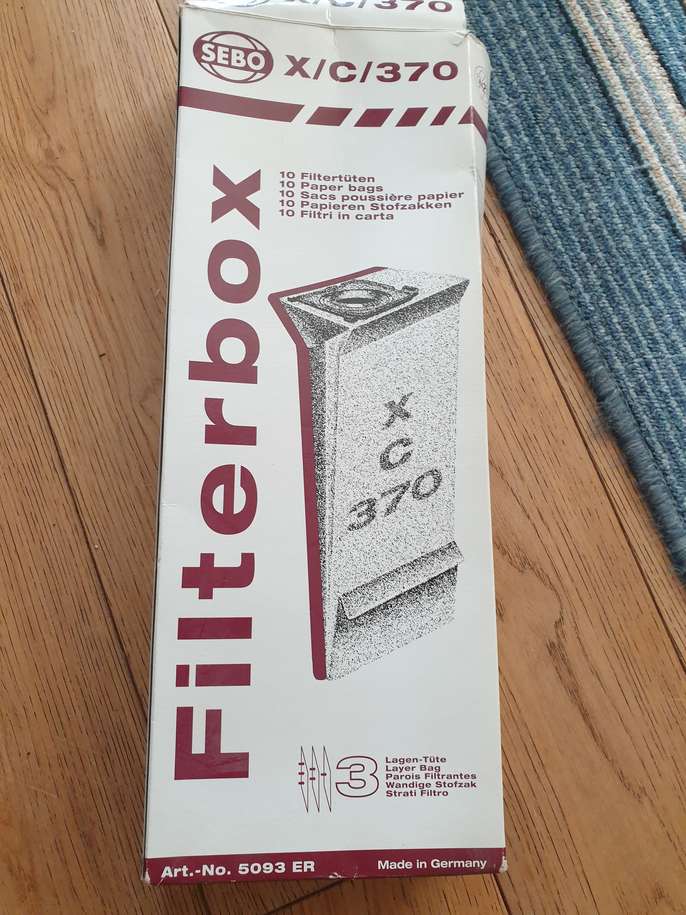 X/C/370
SEBO
X/C/370
Filterbox
10 Filtertüten
10 Paper bags
10 Sacs poussière papier
10 Papieren Stofzakken
10 Filtri in carta
X
C
370
3
Lagen-Tüte
Layer Bag
Parois Filtrantes
Wandige Stofzak
Strati Filtro
Art.-No. 5093 ER
Made in Germany